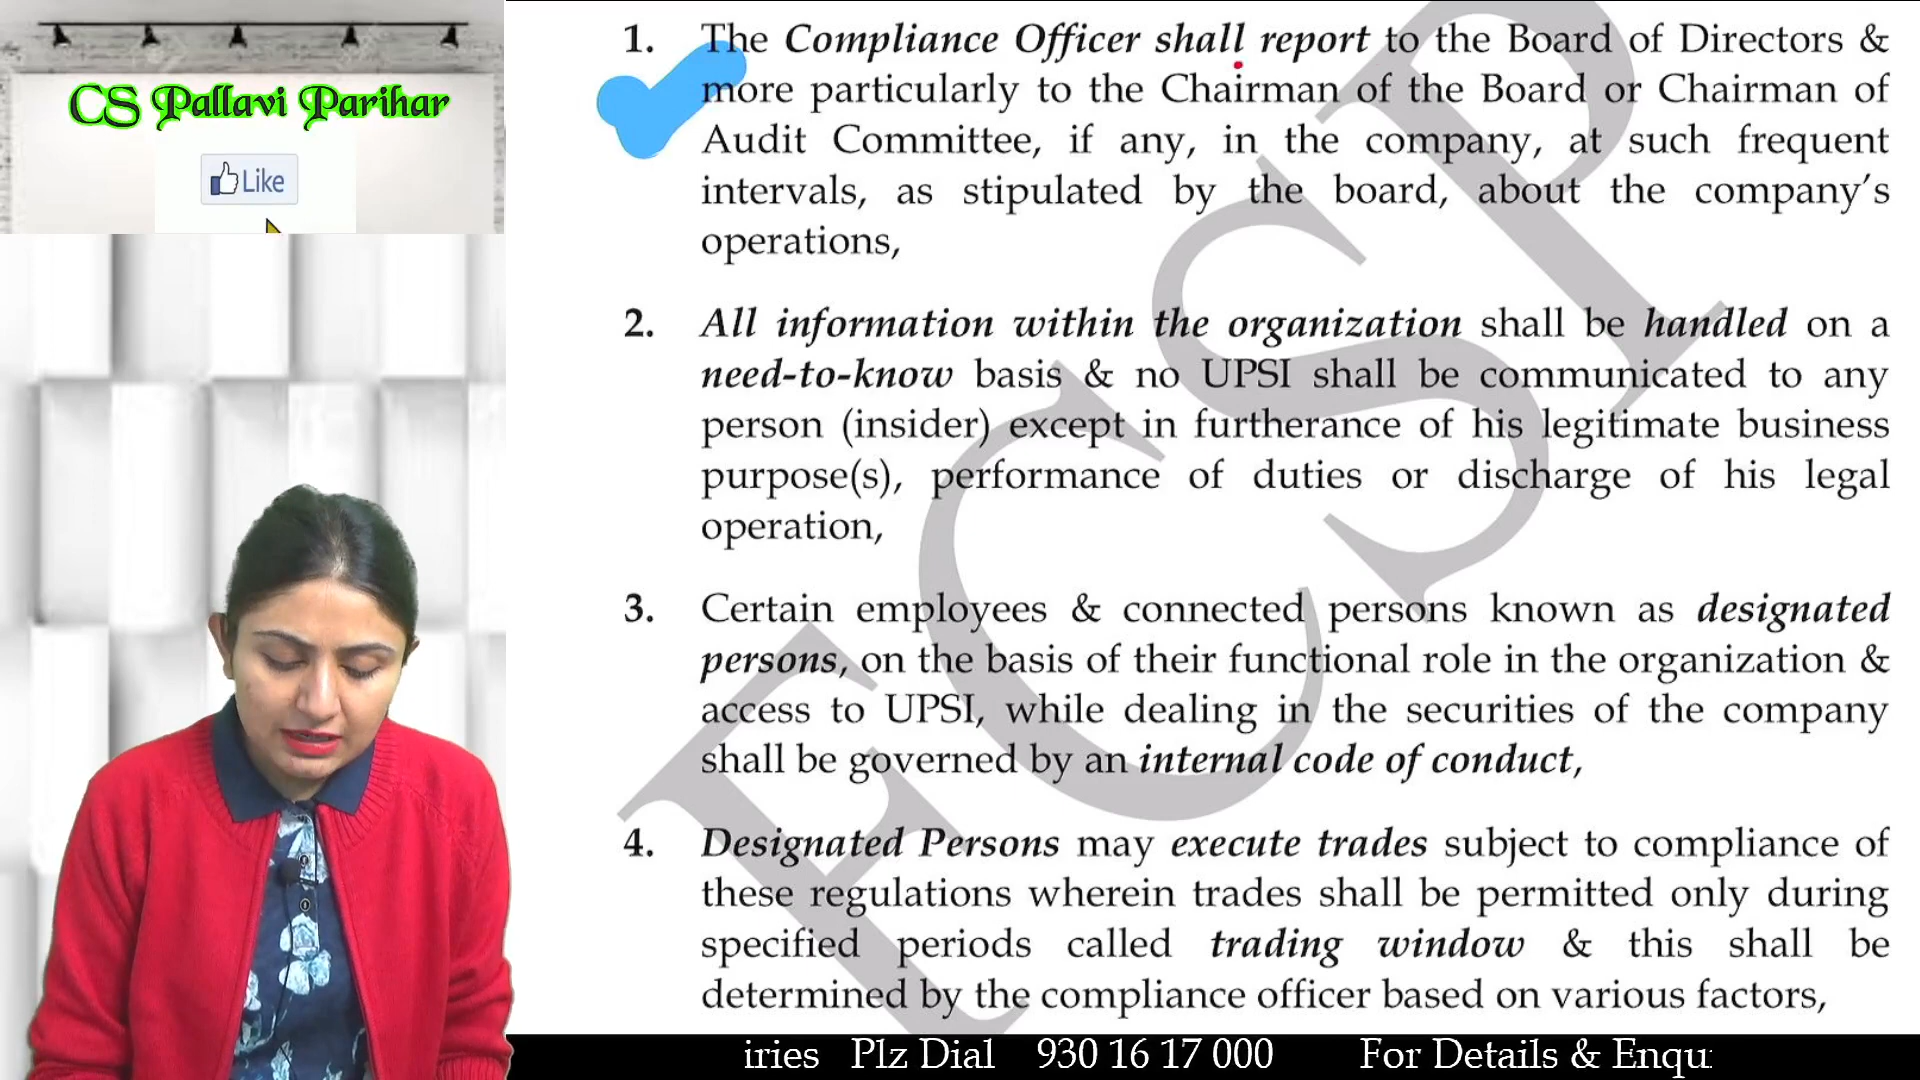 CS Pallavi Parihar
Like
1. The Compliance Officer shall report to the Board of Directors &
more particularly to the Chairman of the Board or Chairman of
Audit Committee, if any, in the company, at such frequent
intervals, as stipulated by the board, about the company’s
operations,
2. All information within the organization shall be handled on a
need-to-know basis & no UPSI shall be communicated to any
person (insider) except in furtherance of his legitimate business
purpose(s), performance of duties or discharge of his legal
operation,
3. Certain employees & connected persons known as designated
persons, on the basis of their functional role in the organization &
access to UPSI, while dealing in the securities of the company
shall be governed by an internal code of conduct,
4. Designated Persons may execute trades subject to compliance of
these regulations wherein trades shall be permitted only during
specified periods called trading window & this shall be
determined by the compliance officer based on various factors,
FCSP
iries Plz Dial 930 16 17 000 For Details & Enqu